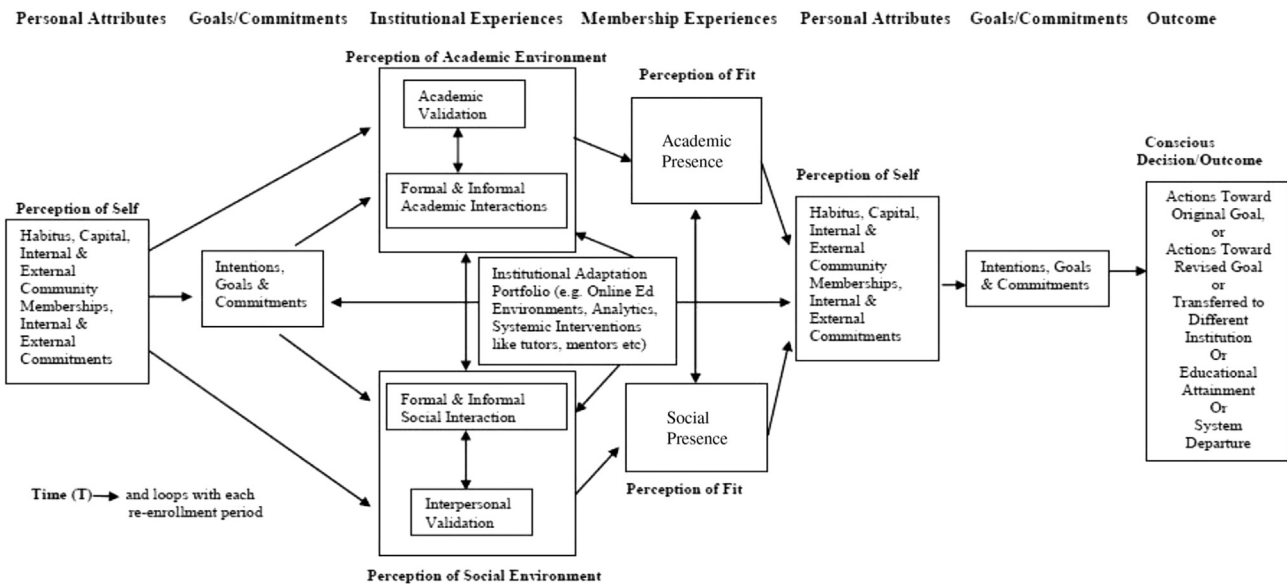 Personal Attributes
Goals/Commitments
Institutional Experiences
Membership Experiences
Personal Attributes
Goals/Commitments
Outcome
Perception of Self
Habitus, Capital,
Internal &
External
Community
Memberships,
Internal &
External
Commitments
Intentions,
Goals &
Commitments
Perception of Academic Environment
Academic
Validation
Formal & Informal
Academic Interactions
Institutional Adaptation
Portfolio (e.g. Online Ed
Environments, Analytics,
Systemic Interventions
like tutors, mentors etc)
Formal & Informal
Social Interaction
Interpersonal
Validation
Perception of Social Environment
Perception of Fit
Academic
Presence
Social
Presence
Perception of Fit
Perception of Self
Habitus, Capital,
Internal &
External
Community
Memberships,
Internal &
External
Commitments
Intentions, Goals
& Commitments
Conscious
Decision/Outcome
Actions Toward
Original Goal,
or
Actions Toward
Revised Goal
or
Transferred to
Different
Institution
Or
Educational
Attainment
Or
System
Departure
Time (T) and loops with each
re-enrollment period